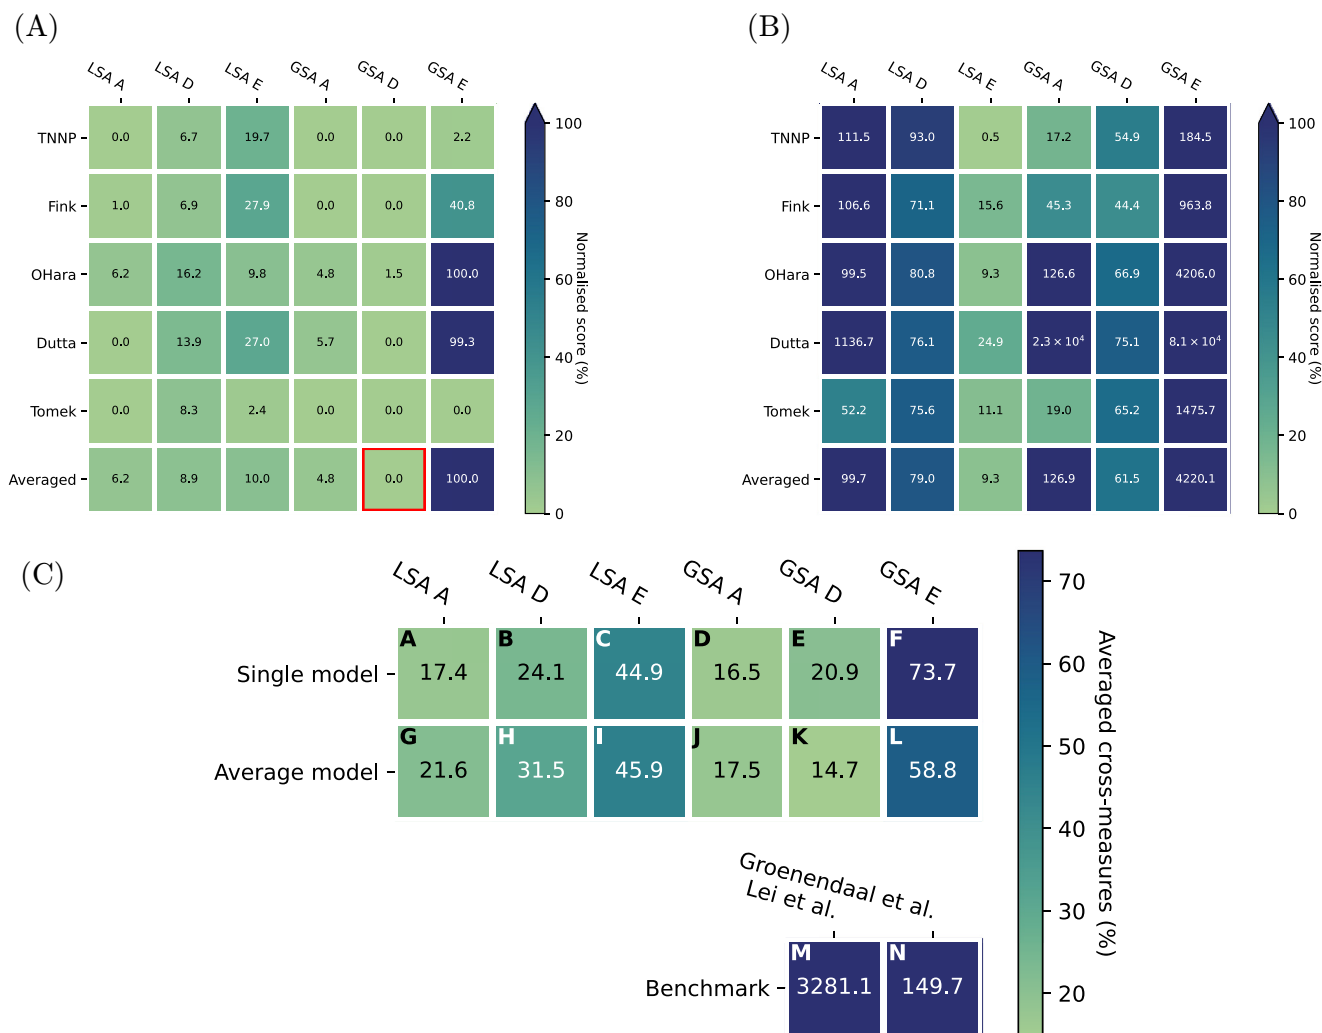 (A)
LSA A LSA D LSA E GSA A GSA D GSA E
TNNP 0.0 6.7 19.7 0.0 0.0 2.2
Fink 1.0 6.9 27.9 0.0 0.0 40.8
OHara 6.2 16.2 9.8 4.8 1.5 100.0
Dutta 0.0 13.9 27.0 5.7 0.0 99.3
Tomek 0.0 8.3 2.4 0.0 0.0 0.0
Averaged 6.2 8.9 10.0 4.8 0.0 100.0
100
80
60
40
20
0
Normalised score (%)
(B)
LSA A LSA D LSA E GSA A GSA D GSA E
TNNP 111.5 93.0 0.5 17.2 54.9 184.5
Fink 106.6 71.1 15.6 45.3 44.4 963.8
OHara 99.5 80.8 9.3 126.6 66.9 4206.0
Dutta 1136.7 76.1 24.9 2.3 × 10⁴ 75.1 8.1 × 10⁴
Tomek 52.2 75.6 11.1 19.0 65.2 1475.7
Averaged 99.7 79.0 9.3 126.9 61.5 4220.1
100
80
60
40
20
0
Normalised score (%)
(C)
LSA A LSA D LSA E GSA A GSA D GSA E
A B C D E F
Single model 17.4 24.1 44.9 16.5 20.9 73.7
G H I J K L
Average model 21.6 31.5 45.9 17.5 14.7 58.8
Groenendaal et al.
Lei et al.
M N
Benchmark 3281.1 149.7
70
60
50
40
30
20
Averaged cross-measures (%)